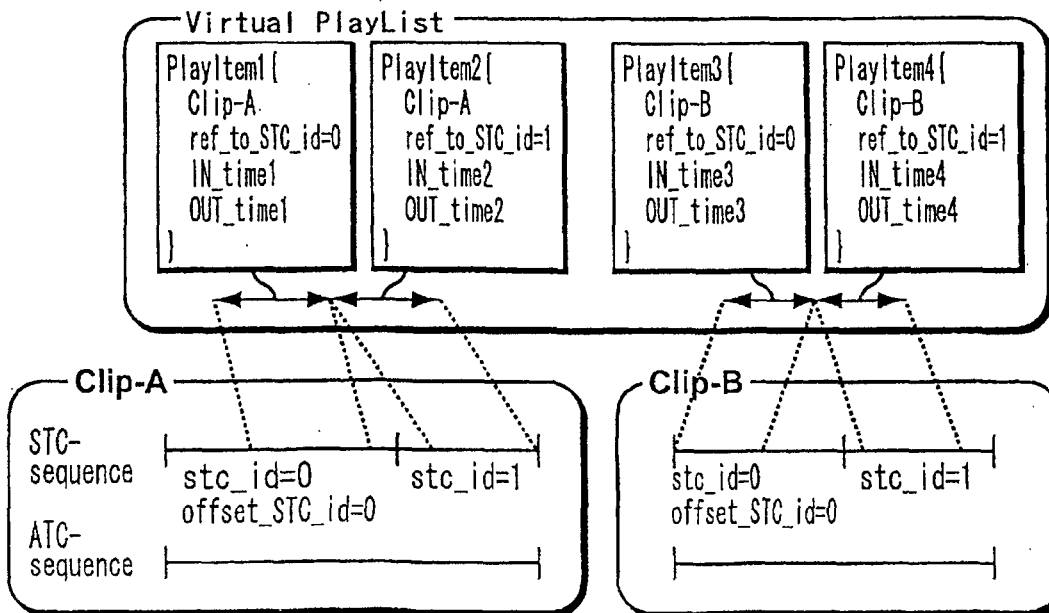 Virtual PlayList
PlayItem1{
Clip-A
ref_to_STC_id=0
IN_time1
OUT_time1
}
PlayItem2{
Clip-A
ref_to_STC_id=1
IN_time2
OUT_time2
}
PlayItem3{
Clip-B
ref_to_STC_id=0
IN_time3
OUT_time3
}
PlayItem4{
Clip-B
ref_to_STC_id=1
IN_time4
OUT_time4
}
Clip-A
STC-
sequence
stc_id=0
offset_STC_id=0
stc_id=1
ATC-
sequence
Clip-B
stc_id=0
offset_STC_id=0
stc_id=1